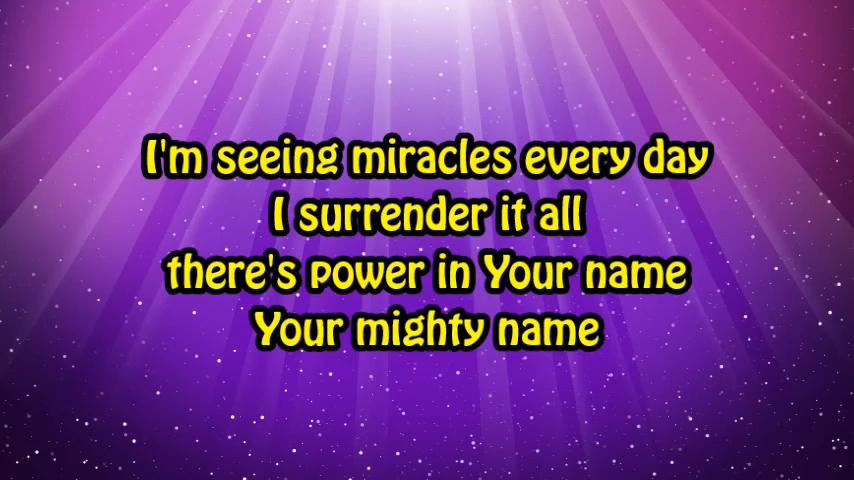 I'm seeing miracles every day
I surrender it all
there's power in Your name
Your mighty name